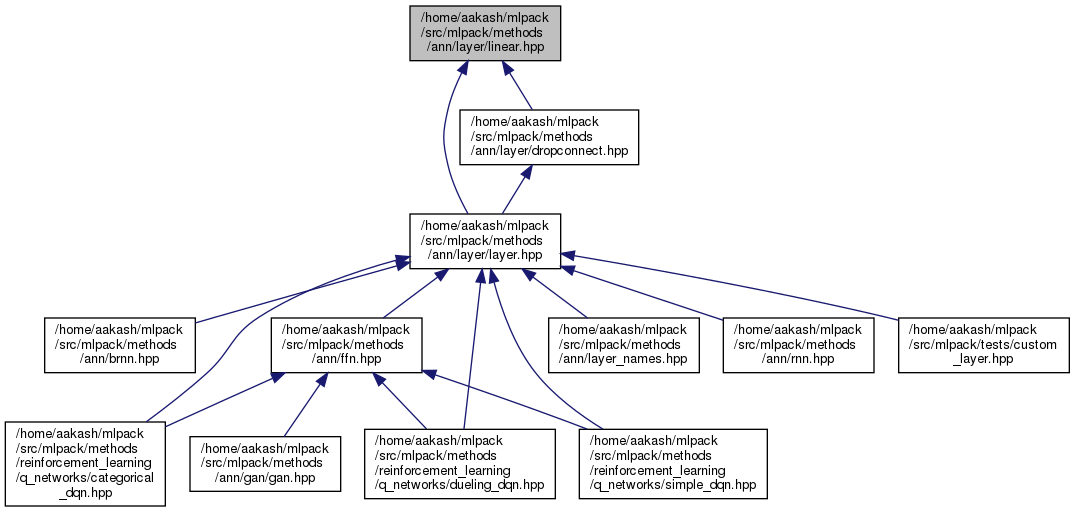 /home/aakash/mlpack
/src/mlpack/methods
/ann/layer/linear.hpp
/home/aakash/mlpack
/src/mlpack/methods
/ann/layer/dropconnect.hpp
/home/aakash/mlpack
/src/mlpack/methods
/ann/layer/layer.hpp
/home/aakash/mlpack
/src/mlpack/methods
/ann/brnn.hpp
/home/aakash/mlpack
/src/mlpack/methods
/ann/ffn.hpp
/home/aakash/mlpack
/src/mlpack/methods
/ann/layer_names.hpp
/home/aakash/mlpack
/src/mlpack/methods
/ann/rnn.hpp
/home/aakash/mlpack
/src/mlpack/tests/custom
_layer.hpp
/home/aakash/mlpack
/src/mlpack/methods
/reinforcement_learning
/q_networks/categorical
_dqn.hpp
/home/aakash/mlpack
/src/mlpack/methods
/ann/gan/gan.hpp
/home/aakash/mlpack
/src/mlpack/methods
/reinforcement_learning
/q_networks/dueling_dqn.hpp
/home/aakash/mlpack
/src/mlpack/methods
/reinforcement_learning
/q_networks/simple_dqn.hpp